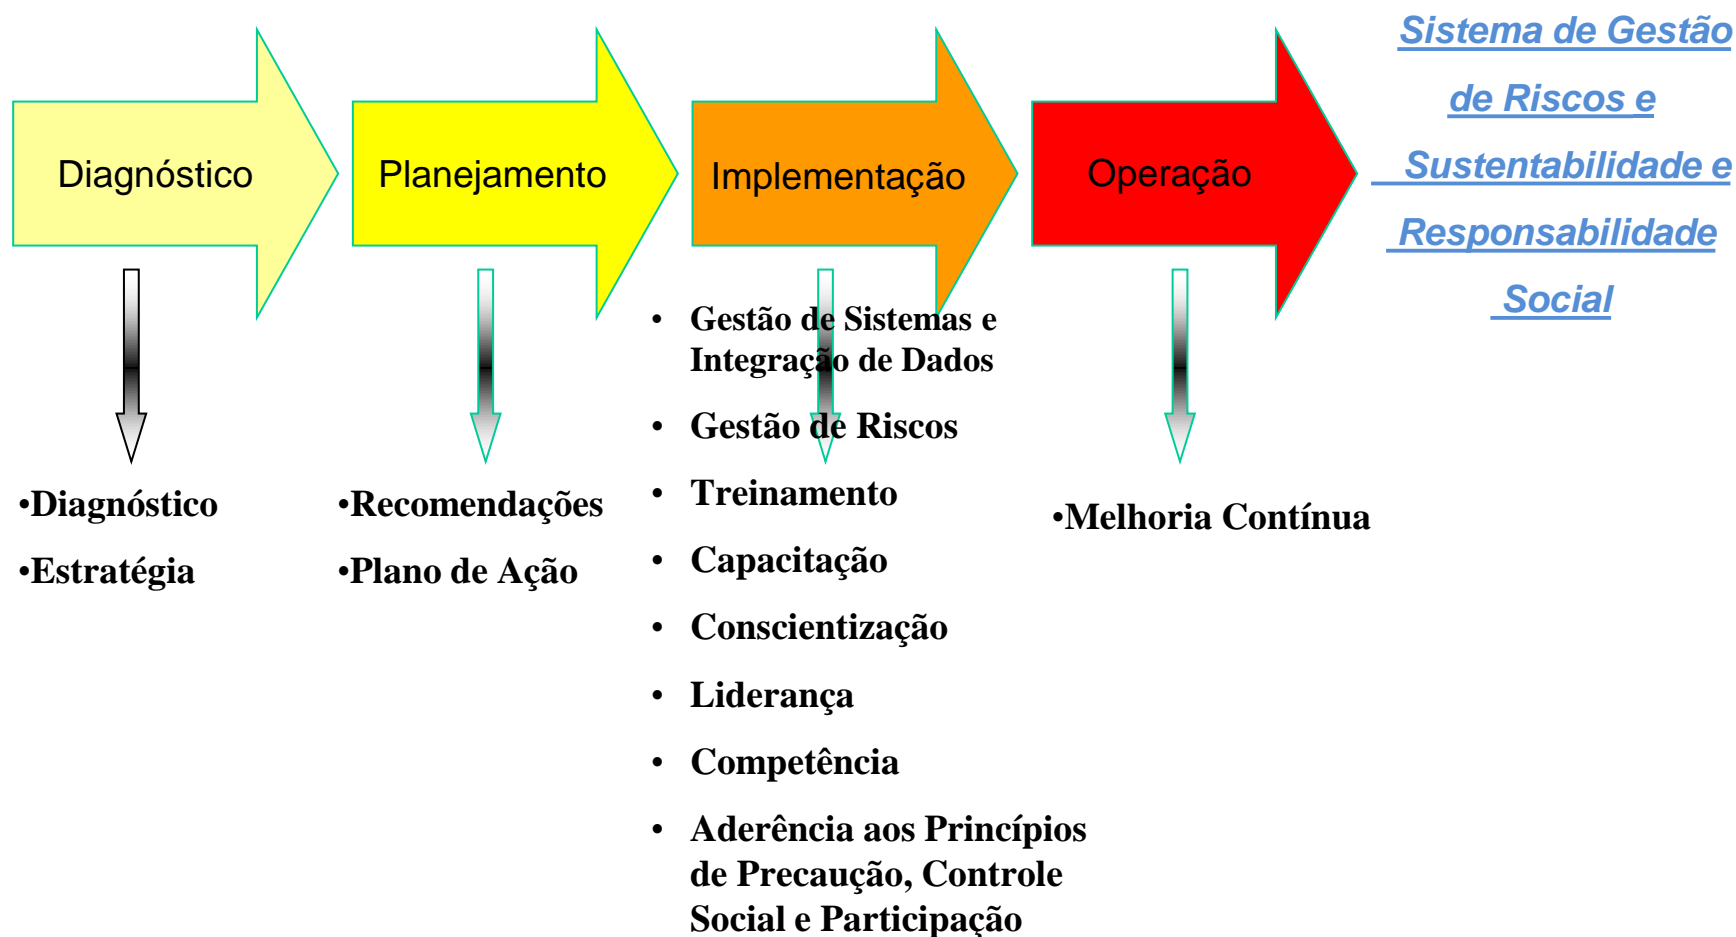 Diagnóstico
Planejamento
Implementação
Operação
Sistema de Gestão
de Riscos e
Sustentabilidade e
Responsabilidade
Social
•Diagnóstico
•Estratégia
•Recomendações
•Plano de Ação
• Gestão de Sistemas e
Integração de Dados
• Gestão de Riscos
• Treinamento
• Capacitação
• Conscientização
• Liderança
• Competência
• Aderência aos Princípios
de Precaução, Controle
Social e Participação
•Melhoria Contínua